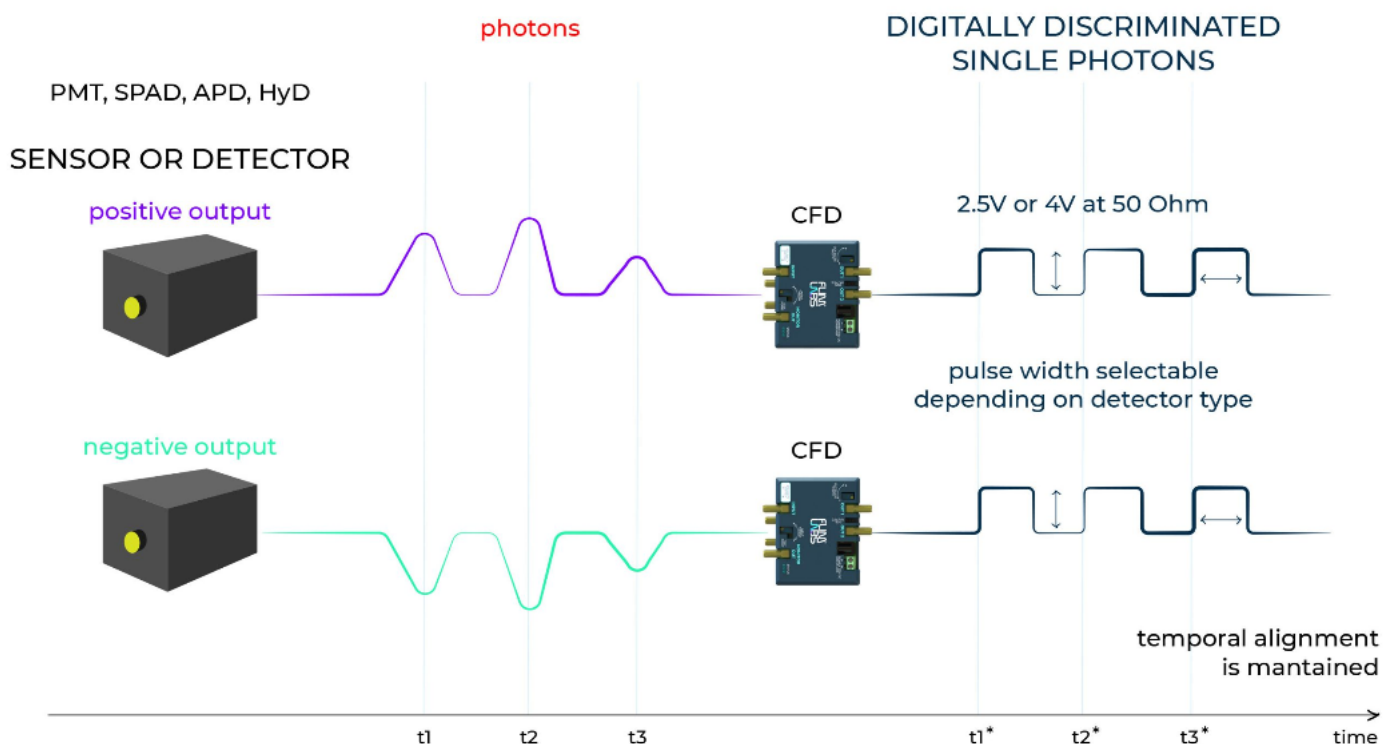 photons
DIGITALLY DISCRIMINATED
SINGLE PHOTONS
PMT, SPAD, APD, HyD
SENSOR OR DETECTOR
positive output
CFD
2.5V or 4V at 50 Ohm
pulse width selectable
depending on detector type
negative output
CFD
temporal alignment
is mantained
t1
t2
t3
t1*
t2*
t3*
time